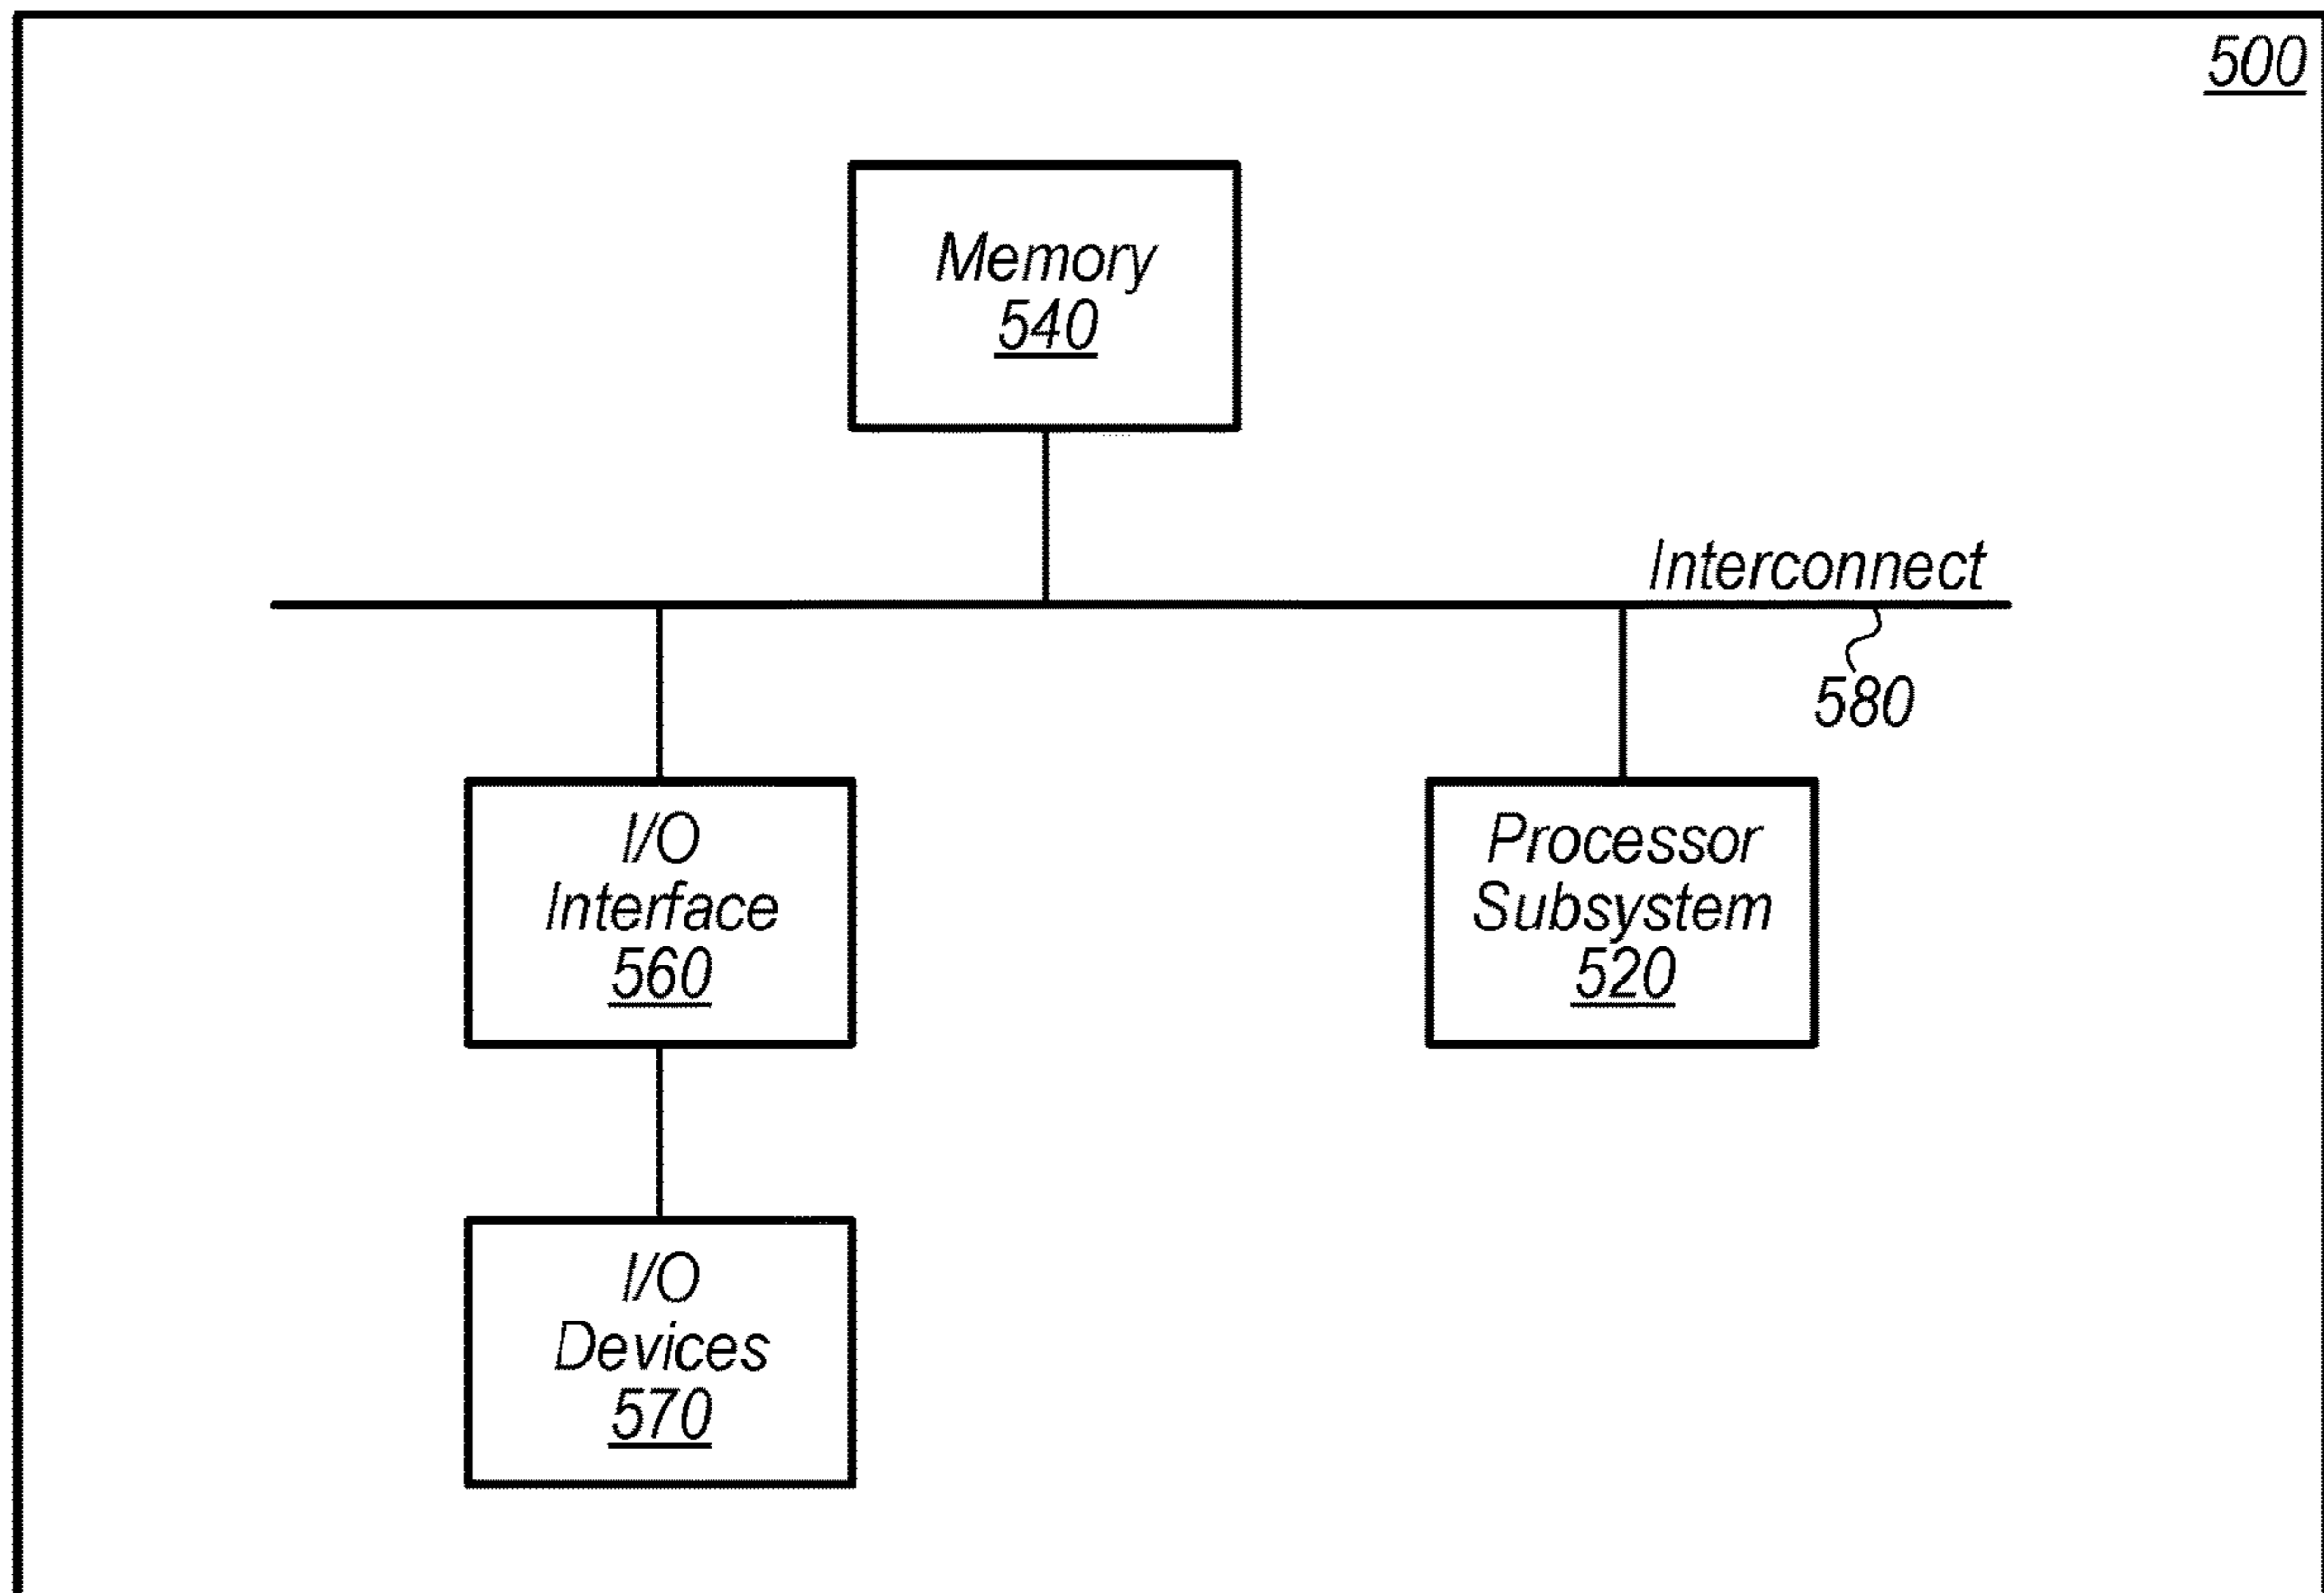 500
Memory
540
Interconnect
580
I/O
Interface
560
Processor
Subsystem
520
I/O
Devices
570